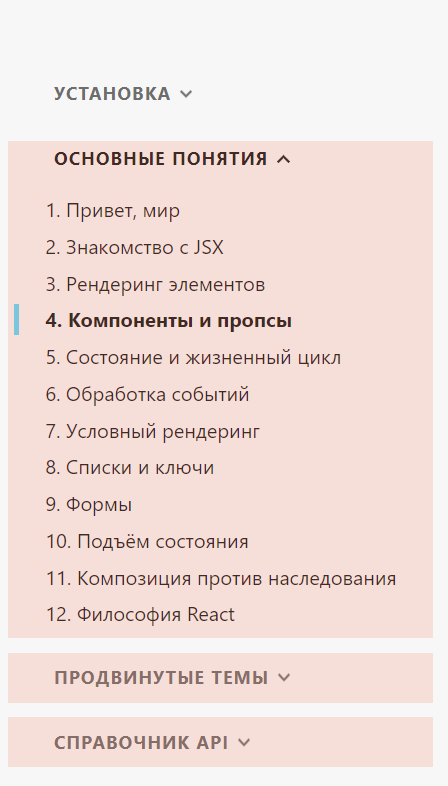 УСТАНОВКА
ОСНОВНЫЕ ПОНЯТИЯ
1. Привет, мир
2. Знакомство с JSX
3. Рендеринг элементов
4. Компоненты и пропсы
5. Состояние и жизненный цикл
6. Обработка событий
7. Условный рендеринг
8. Списки и ключи
9. Формы
10. Подъём состояния
11. Композиция против наследования
12. Философия React
ПРОДВИНУТЫЕ ТЕМЫ
СПРАВОЧНИК API